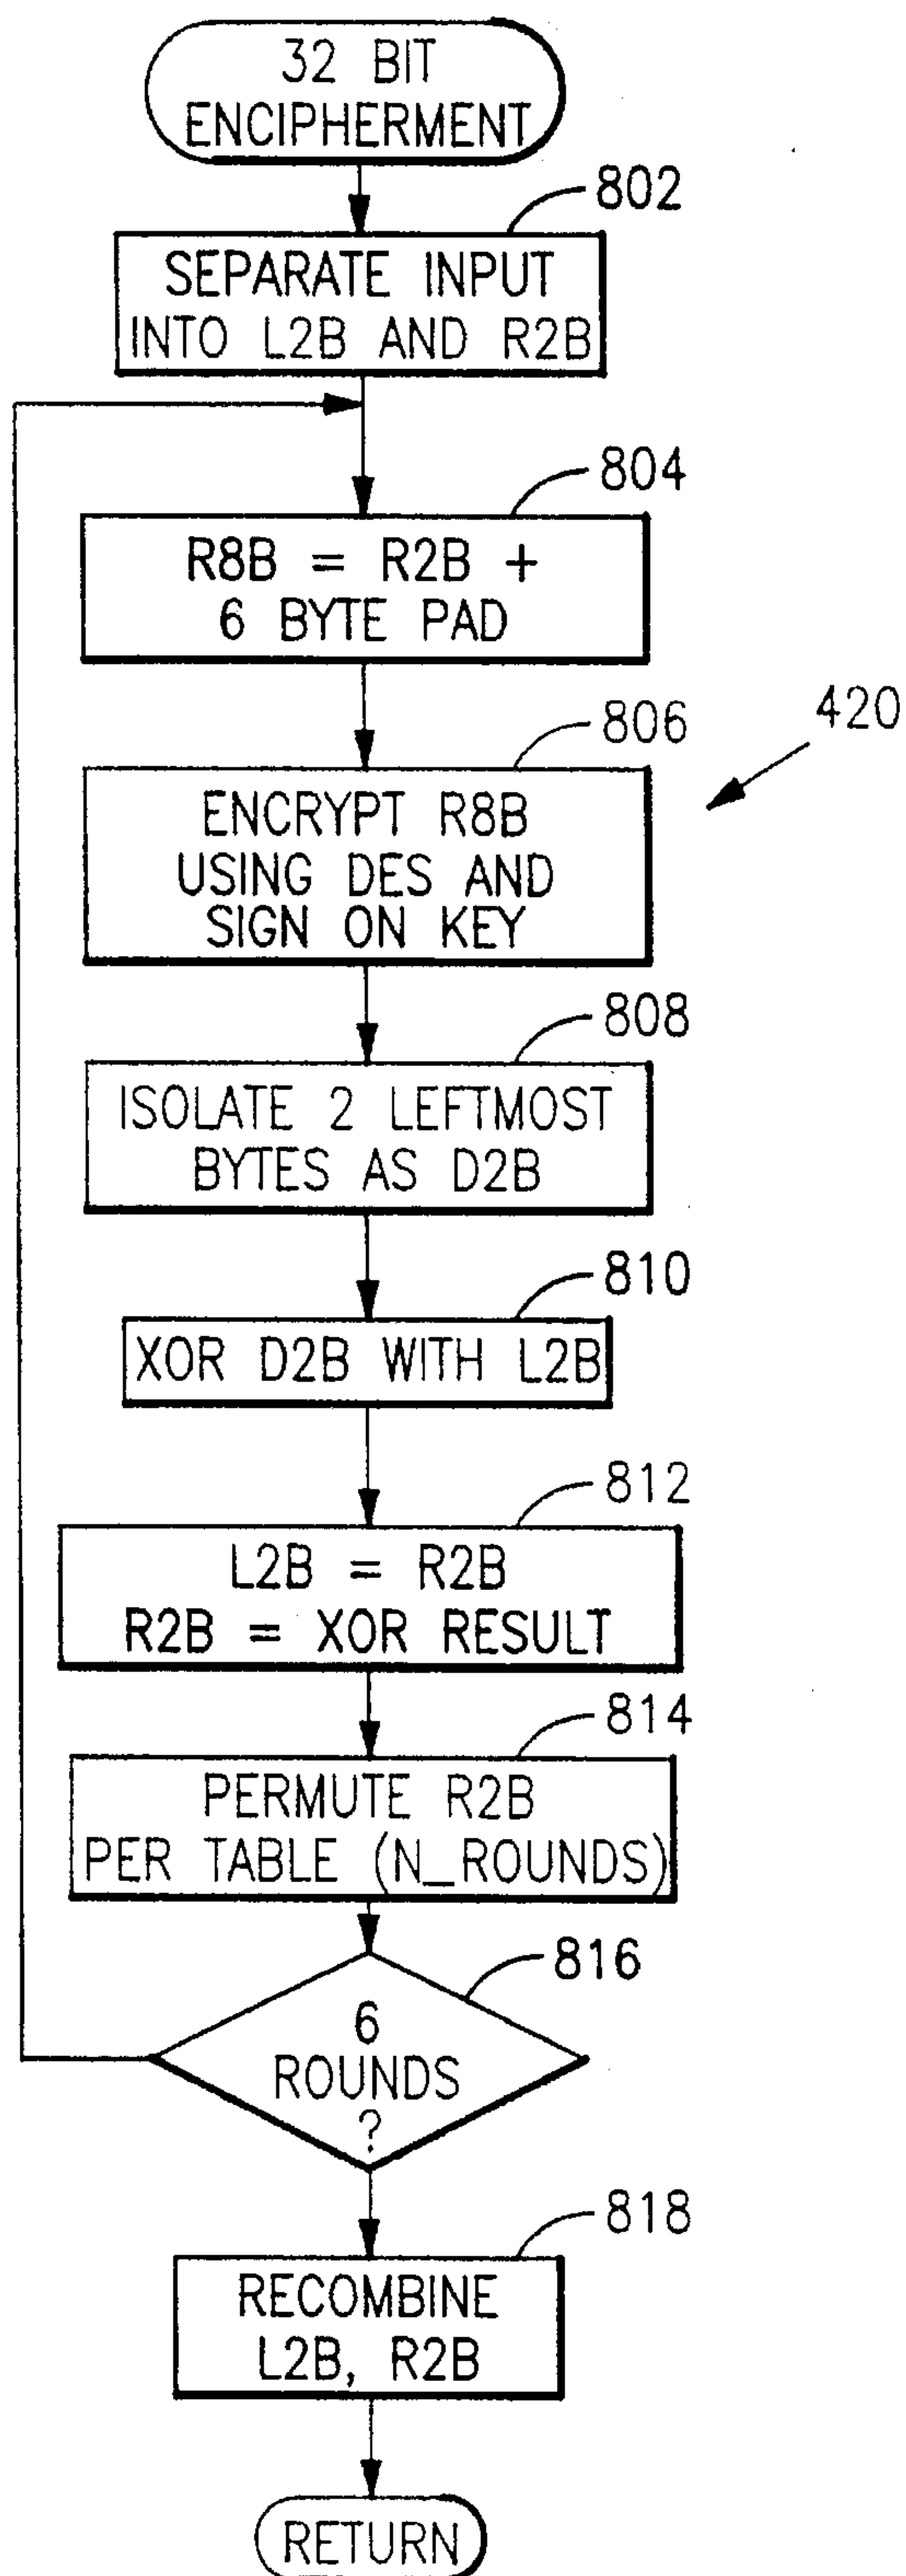 32 BIT
ENCIPHERMENT
802
SEPARATE INPUT
INTO L2B AND R2B
804
R8B = R2B +
6 BYTE PAD
420
806
ENCRYPT R8B
USING DES AND
SIGN ON KEY
808
ISOLATE 2 LEFTMOST
BYTES AS D2B
810
XOR D2B WITH L2B
812
L2B = R2B
R2B = XOR RESULT
814
PERMUTE R2B
PER TABLE (N_ROUNDS)
816
6
ROUNDS
?
818
RECOMBINE
L2B, R2B
RETURN